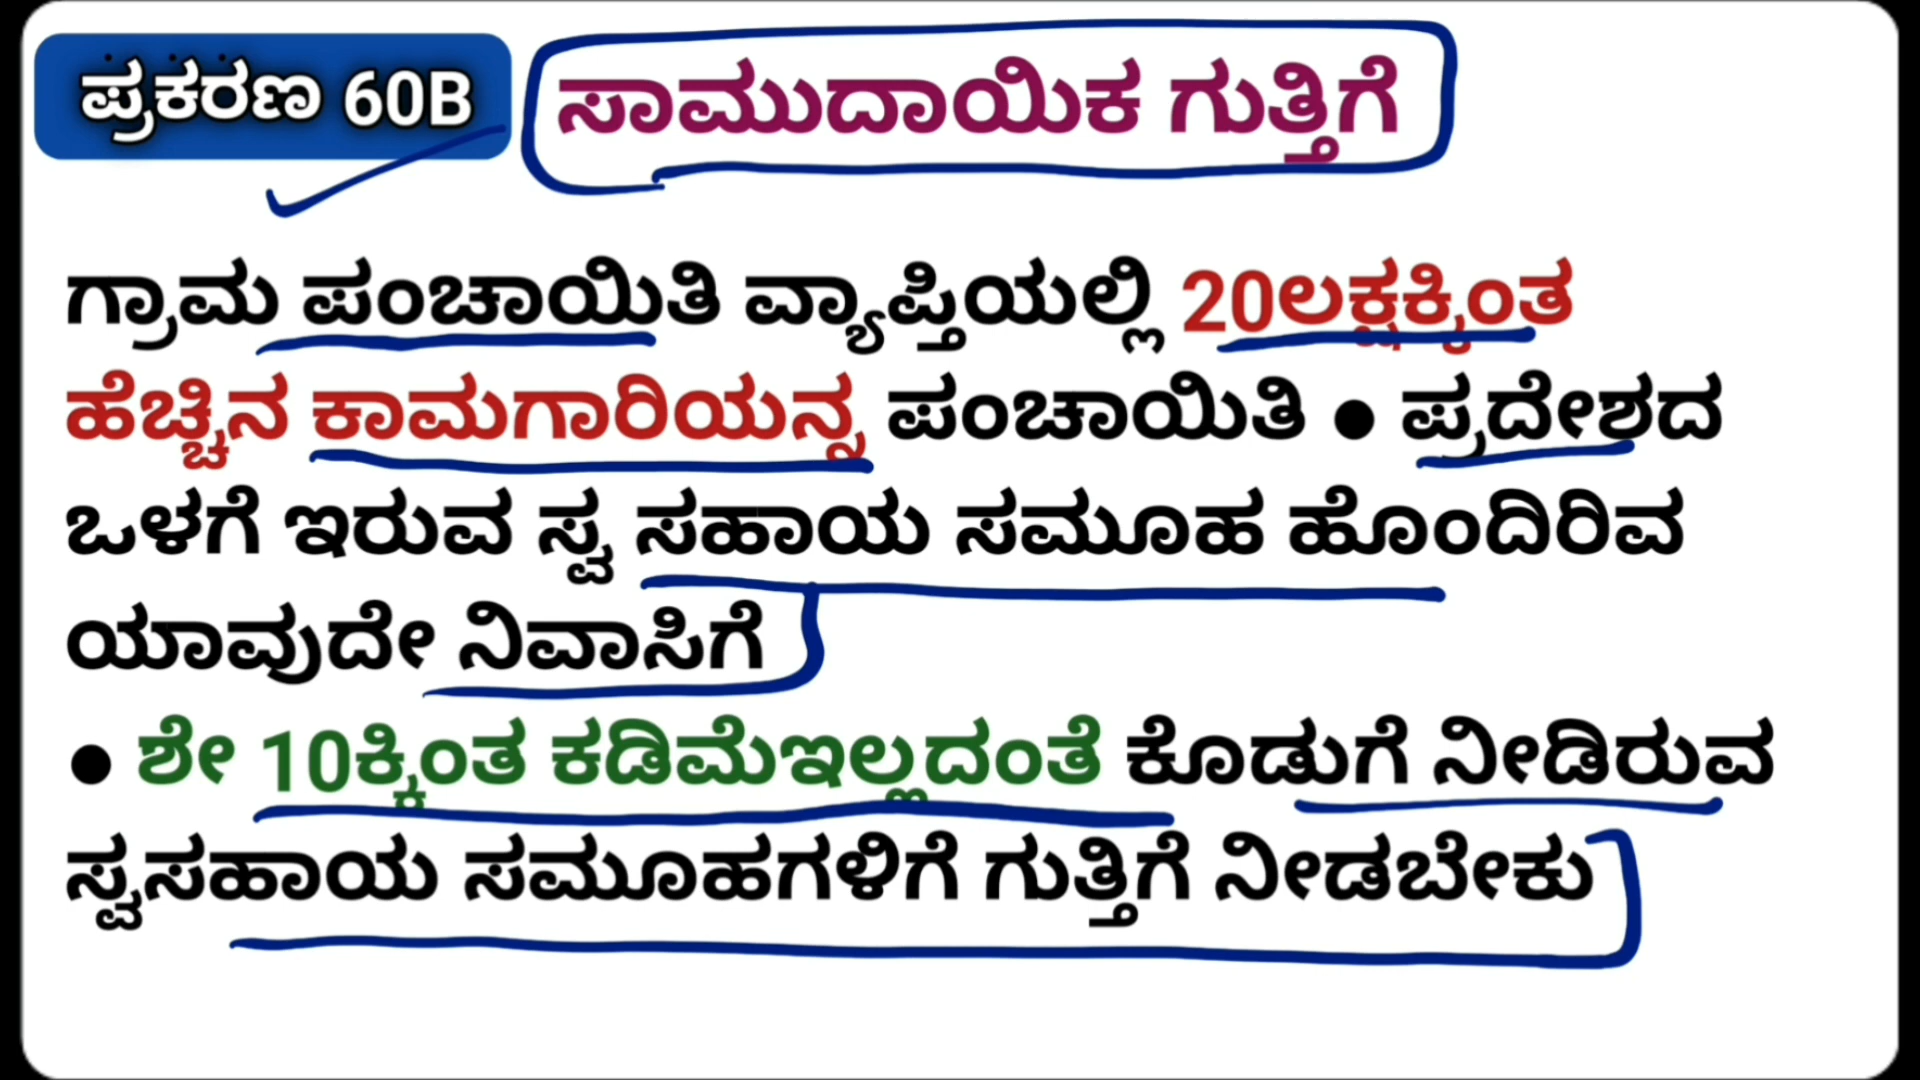 ಪ್ರಕರಣ 60B ಸಾಮುದಾಯಿಕ ಗುತ್ತಿಗೆ
ಗ್ರಾಮ ಪಂಚಾಯಿತಿ ವ್ಯಾಪ್ತಿಯಲ್ಲಿ 20ಲಕ್ಷಕ್ಕಿಂತ
ಹೆಚ್ಚಿನ ಕಾಮಗಾರಿಯನ್ನ ಪಂಚಾಯಿತಿ ● ಪ್ರದೇಶದ
ಒಳಗೆ ಇರುವ ಸ್ವ ಸಹಾಯ ಸಮೂಹ ಹೊಂದಿರಿವ
ಯಾವುದೇ ನಿವಾಸಿಗೆ
● ಶೇ 10ಕ್ಕಿಂತ ಕಡಿಮೆಇಲ್ಲದಂತೆ ಕೊಡುಗೆ ನೀಡಿರುವ
ಸ್ವಸಹಾಯ ಸಮೂಹಗಳಿಗೆ ಗುತ್ತಿಗೆ ನೀಡಬೇಕು